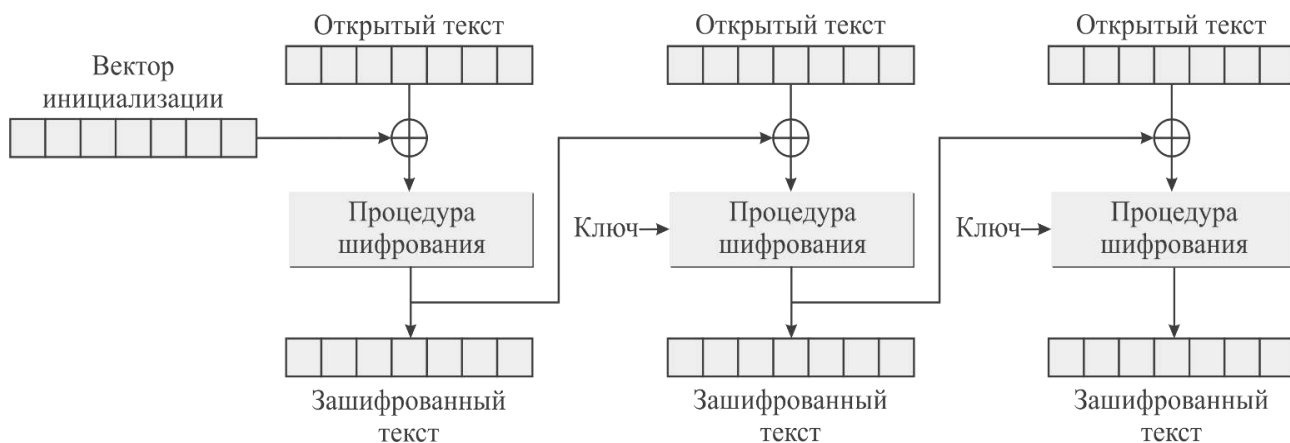 Открытый текст
Открытый текст
Открытый текст
Вектор
инициализации
Процедура
шифрования
Ключ
Процедура
шифрования
Ключ
Процедура
шифрования
Зашифрованный
текст
Зашифрованный
текст
Зашифрованный
текст